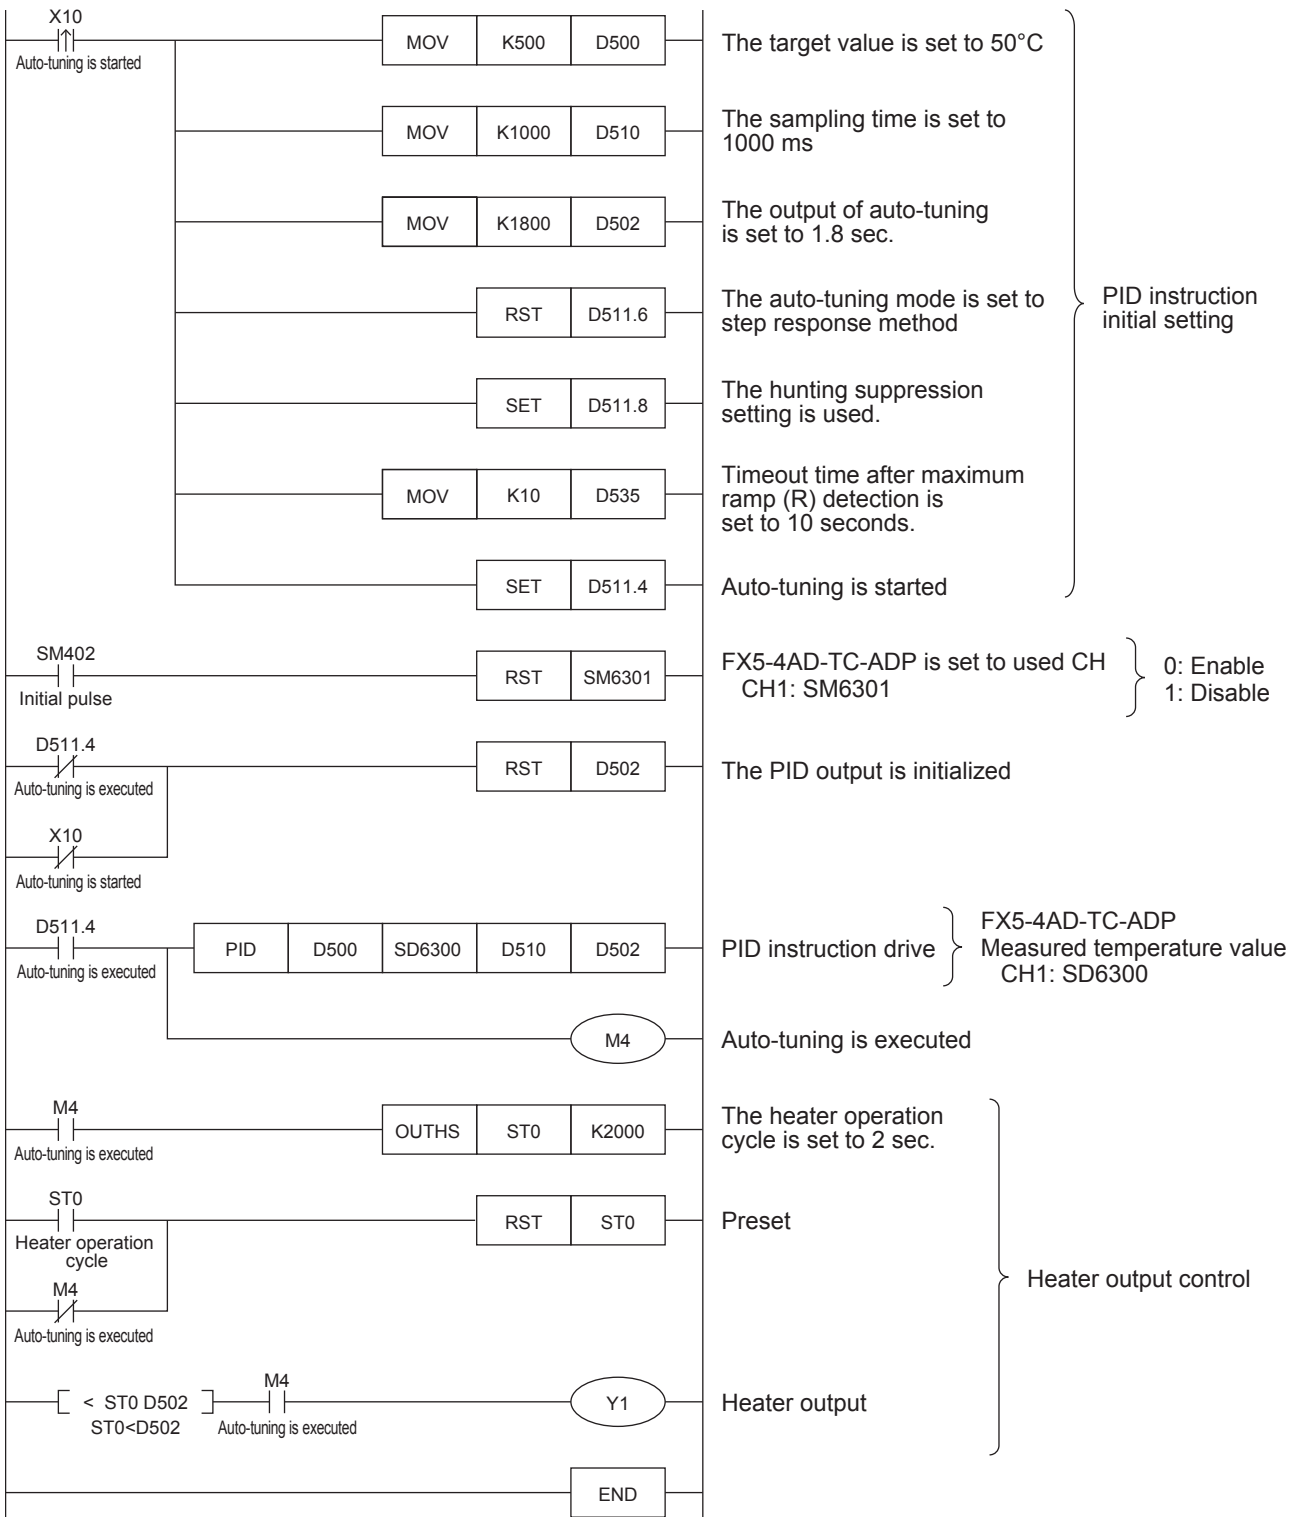 X10
Auto-tuning is started
MOV K500 D500
The target value is set to 50°C
MOV K1000 D510
The sampling time is set to
1000 ms
MOV K1800 D502
The output of auto-tuning
is set to 1.8 sec.
RST D511.6
The auto-tuning mode is set to
step response method
PID instruction
initial setting
SET D511.8
The hunting suppression
setting is used.
MOV K10 D535
Timeout time after maximum
ramp (R) detection is
set to 10 seconds.
SET D511.4
Auto-tuning is started
SM402
Initial pulse
RST SM6301
FX5-4AD-TC-ADP is set to used CH
CH1: SM6301
0: Enable
1: Disable
D511.4
Auto-tuning is executed
RST D502
The PID output is initialized
X10
Auto-tuning is started
D511.4
Auto-tuning is executed
PID D500 SD6300 D510 D502
PID instruction drive
FX5-4AD-TC-ADP
Measured temperature value
CH1: SD6300
M4
Auto-tuning is executed
M4
Auto-tuning is executed
OUTHS ST0 K2000
The heater operation
cycle is set to 2 sec.
ST0
Heater operation
cycle
RST ST0
Preset
M4
Auto-tuning is executed
Heater output control
< ST0 D502
ST0<D502
M4
Auto-tuning is executed
Y1
Heater output
END